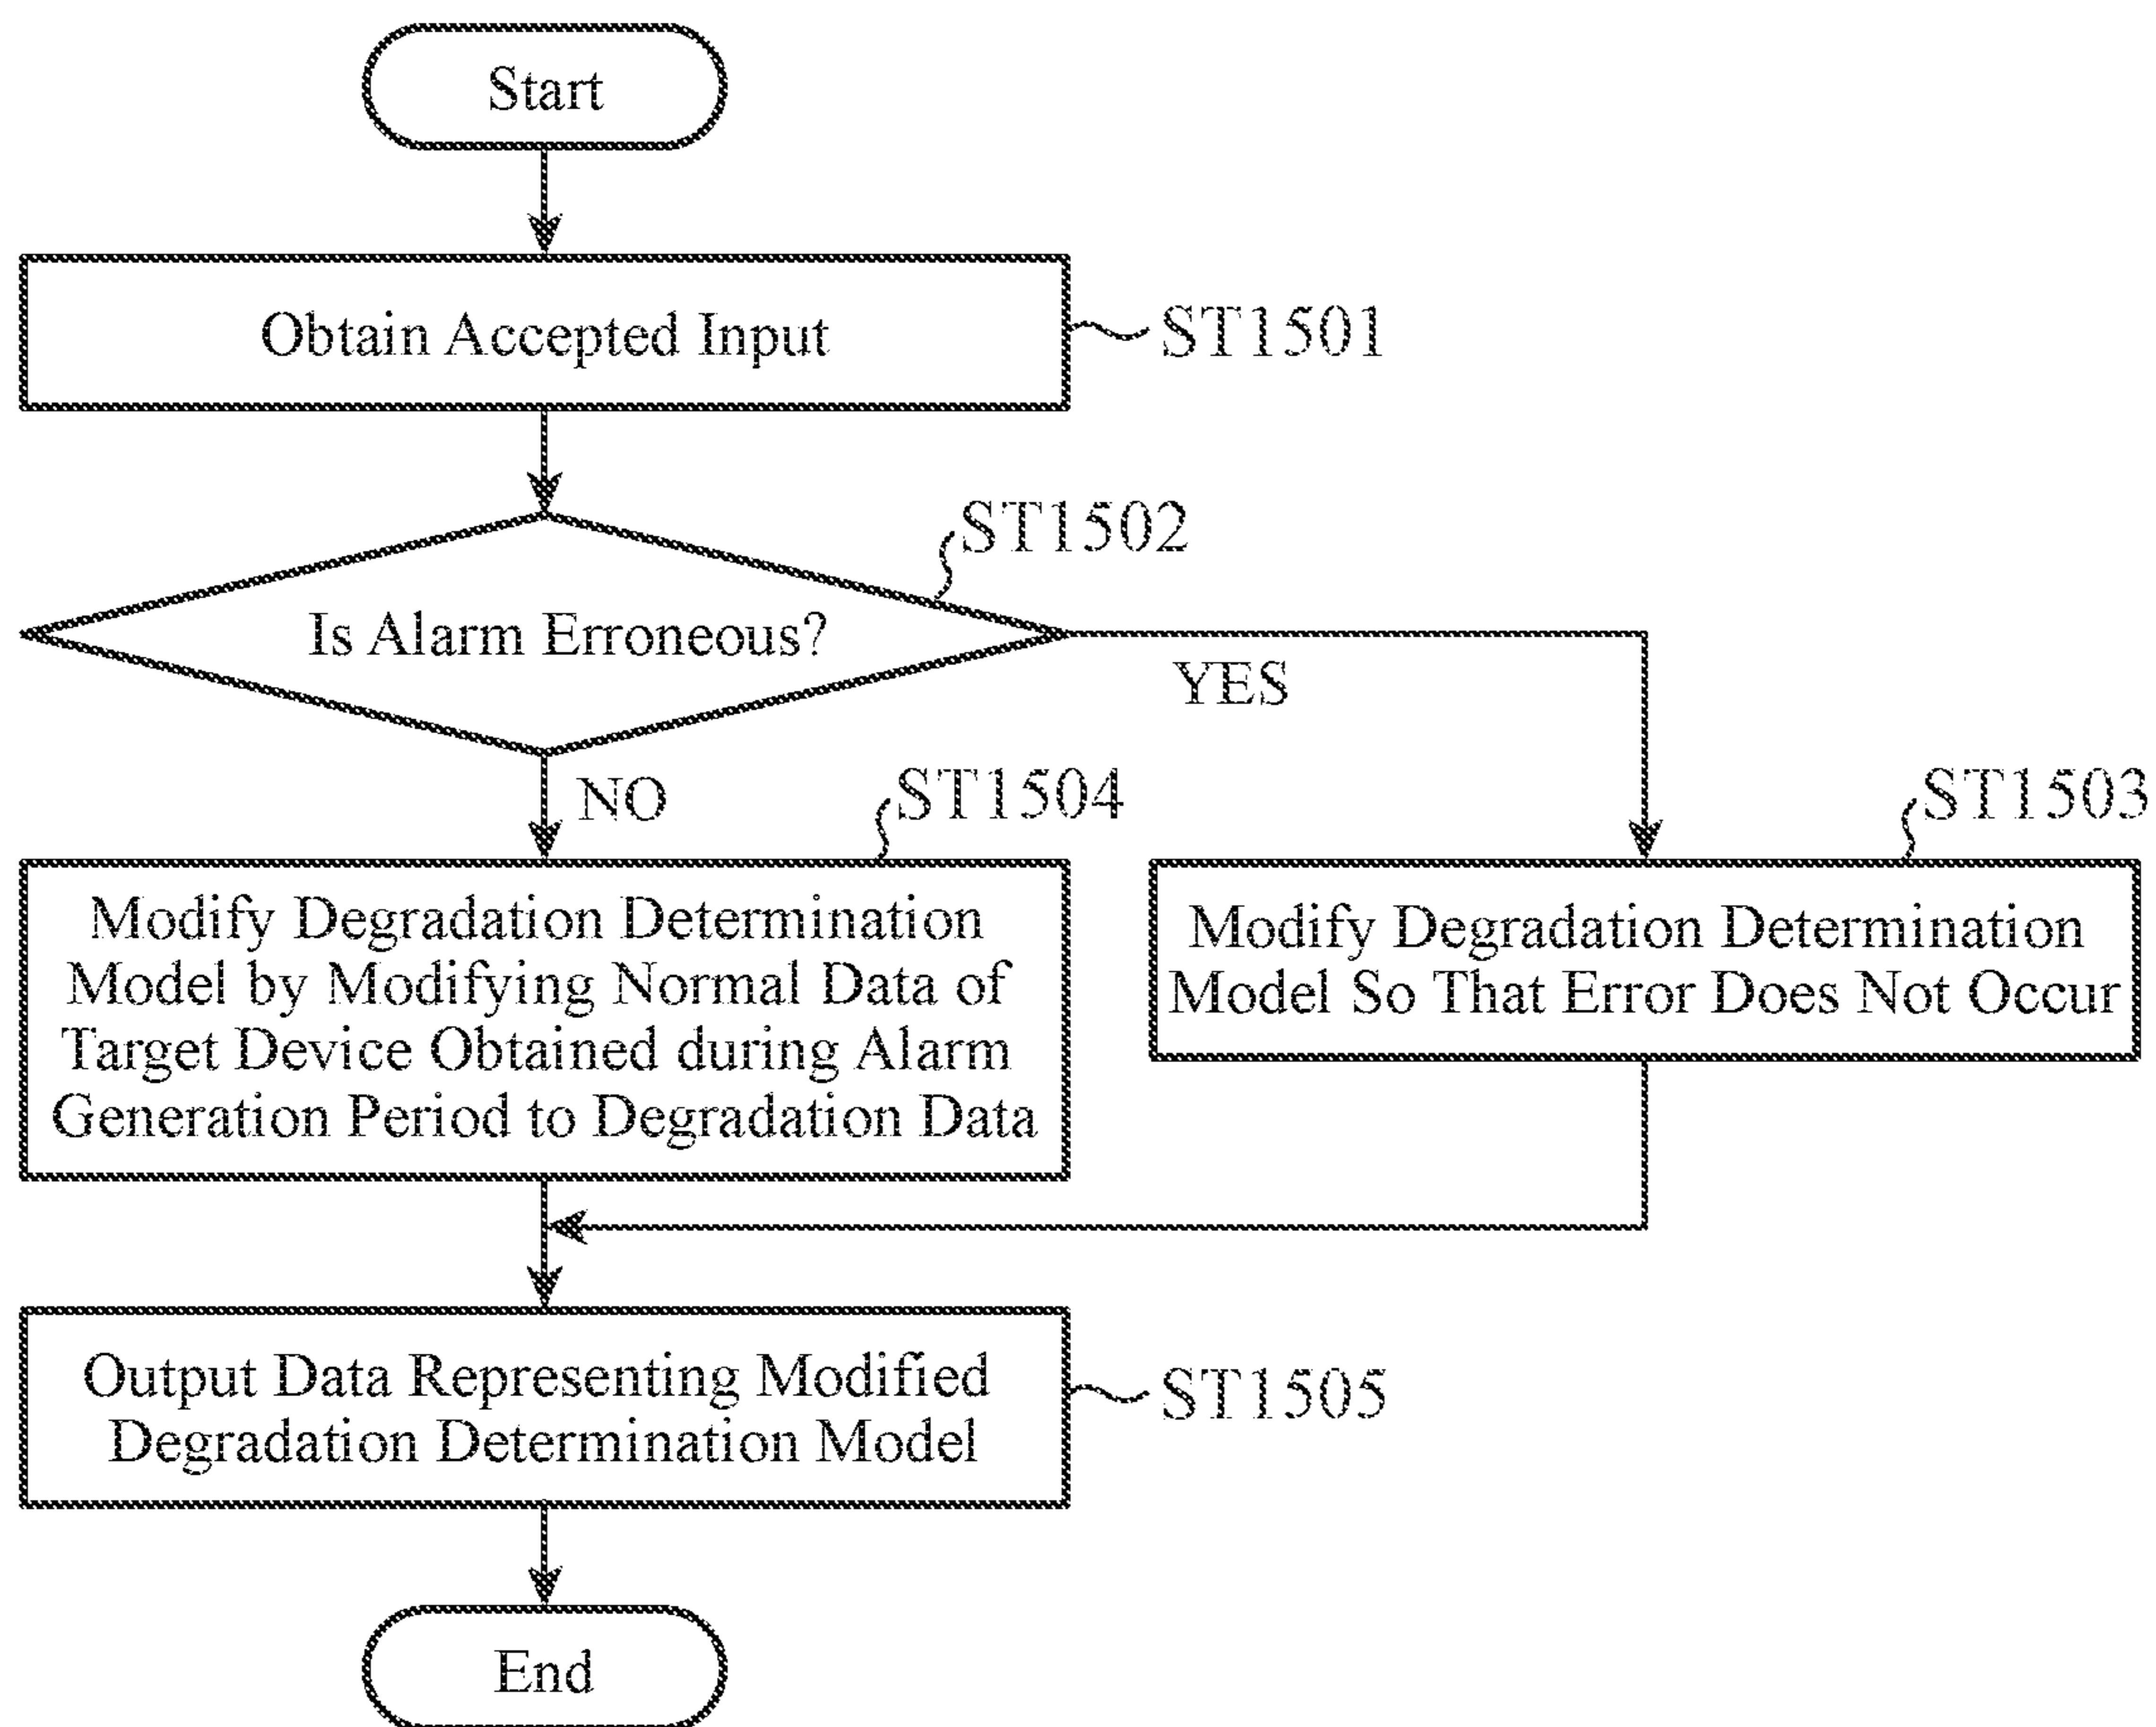 Start
Obtain Accepted Input
ST1501
ST1502
Is Alarm Erroneous?
YES
NO
ST1504
ST1503
Modify Degradation Determination
Model by Modifying Normal Data of
Target Device Obtained during Alarm
Generation Period to Degradation Data
Modify Degradation Determination
Model So That Error Does Not Occur
Output Data Representing Modified
Degradation Determination Model
ST1505
End